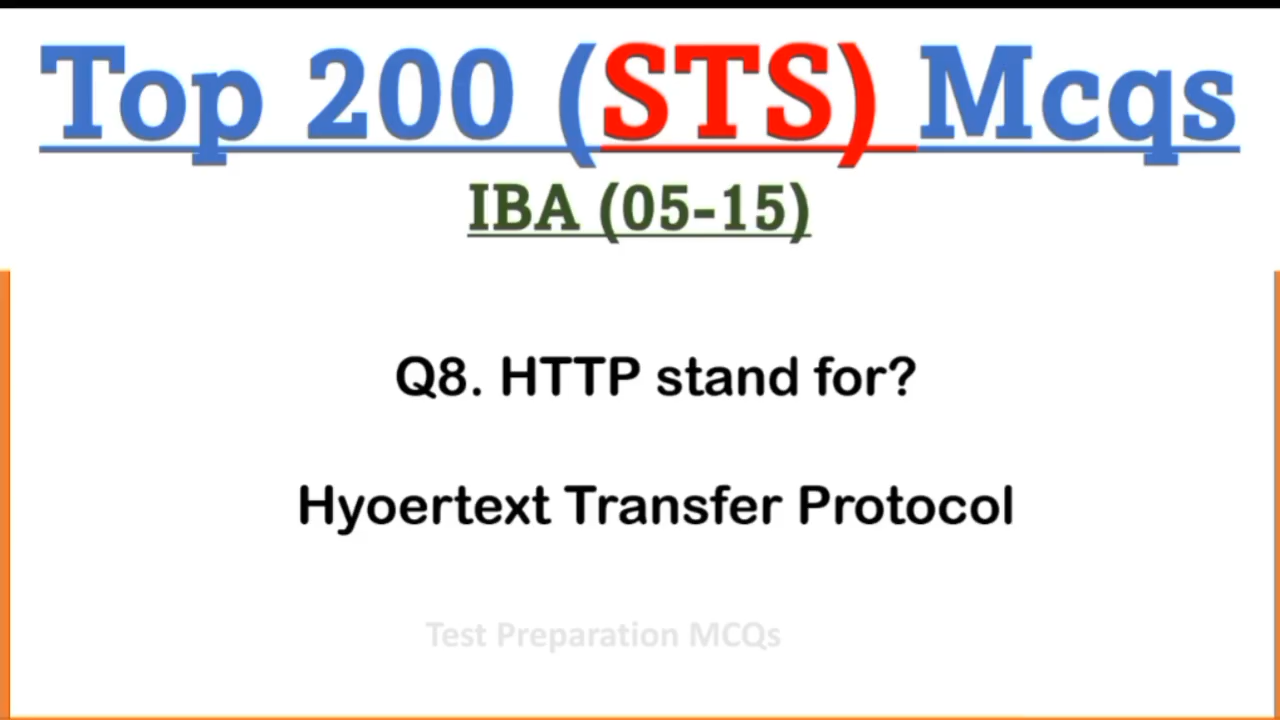 Top 200 (STS) Mcqs
IBA (05-15)
Q8. HTTP stand for?
Hyoertext Transfer Protocol
Test Preparation MCQs